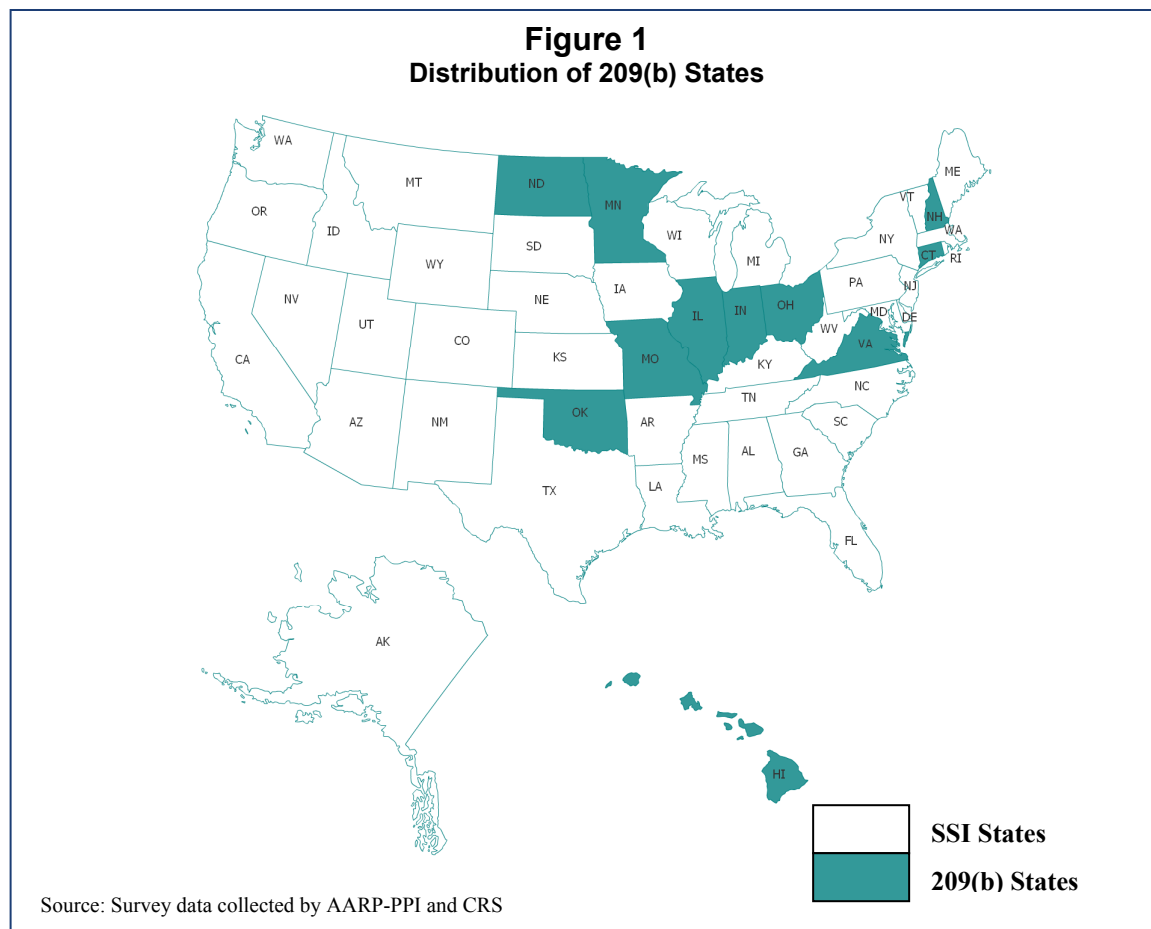 Figure 1
Distribution of 209(b) States
WA
ME
MT
ND
VT
MN
OR
NH
ID
WA
SD
WI
NY
CT
RI
WY
MI
PA
IA
NJ
NE
NV
OH
MD
DE
IL
IN
UT
WV
CO
VA
CA
KS
MO
KY
NC
TN
OK
AZ
NM
AR
SC
MS
AL
GA
LA
TX
FL
AK
HI
SSI States
209(b) States
Source: Survey data collected by AARP-PPI and CRS